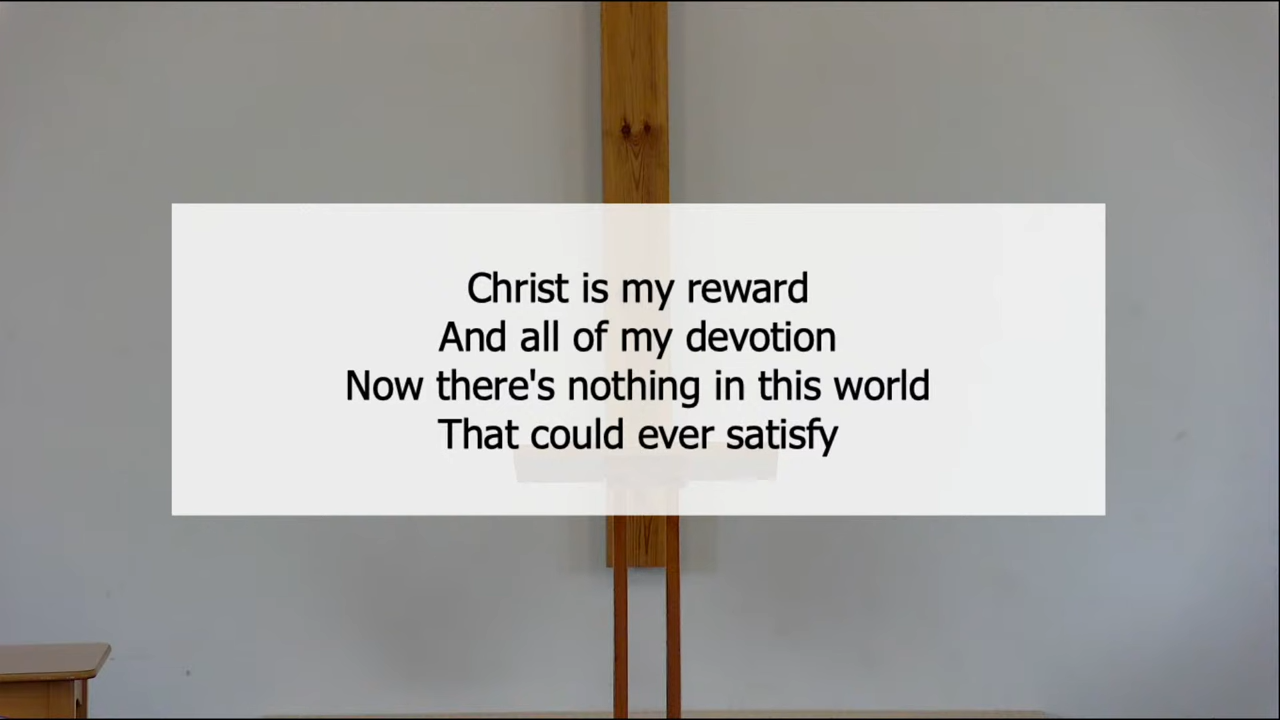 Christ is my reward
And all of my devotion
Now there's nothing in this world
That could ever satisfy